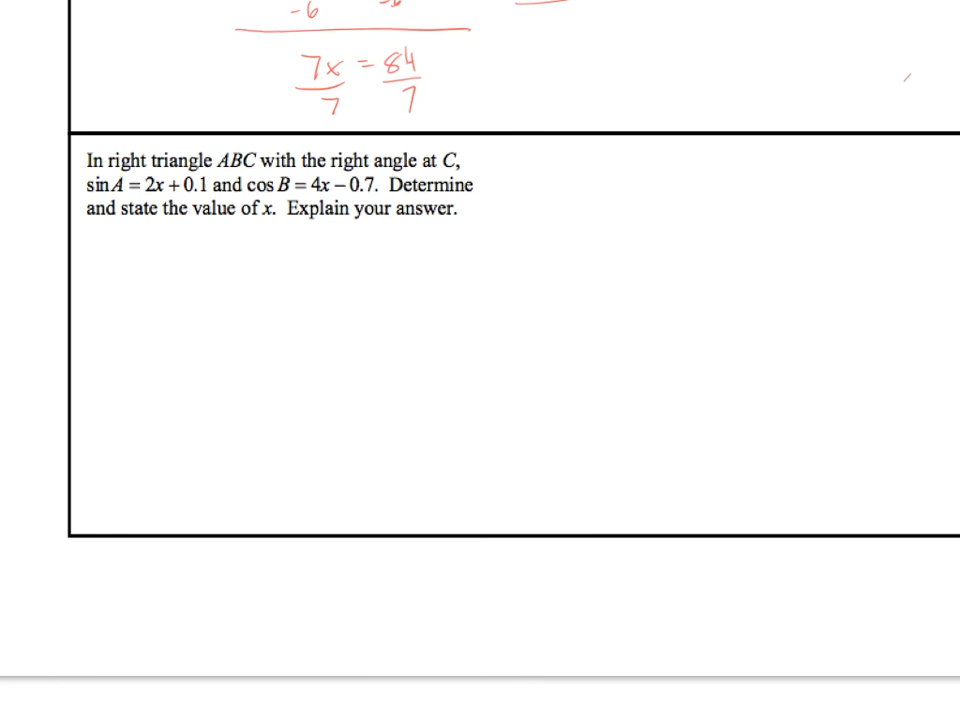 -6
7x = 84
7 7
In right triangle ABC with the right angle at C,
sin A = 2x + 0.1 and cos B = 4x – 0.7. Determine
and state the value of x. Explain your answer.